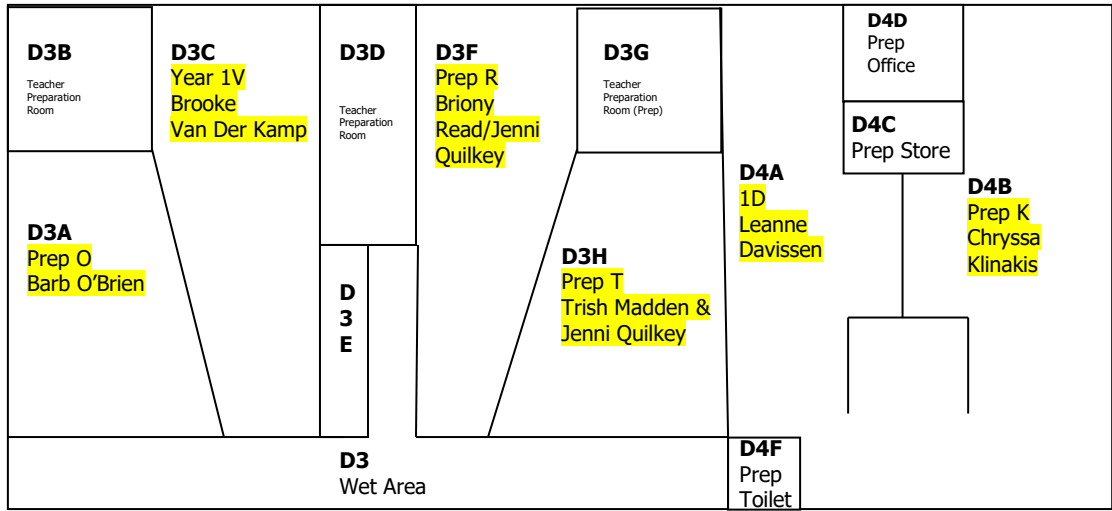 D3B
Teacher
Preparation
Room
D3C
Year 1V
Brooke
Van Der Kamp
D3D
Teacher
Preparation
Room
D3F
Prep R
Briony
Read/Jenni
Quilkey
D3G
Teacher
Preparation
Room (Prep)
D4D
Prep
Office
D4C
Prep Store
D4A
1D
Leanne
Davissen
D4B
Prep K
Chryssa
Klinakis
D3A
Prep O
Barb O’Brien
D
3
E
D3H
Prep T
Trish Madden &
Jenni Quilkey
D3
Wet Area
D4F
Prep
Toilet